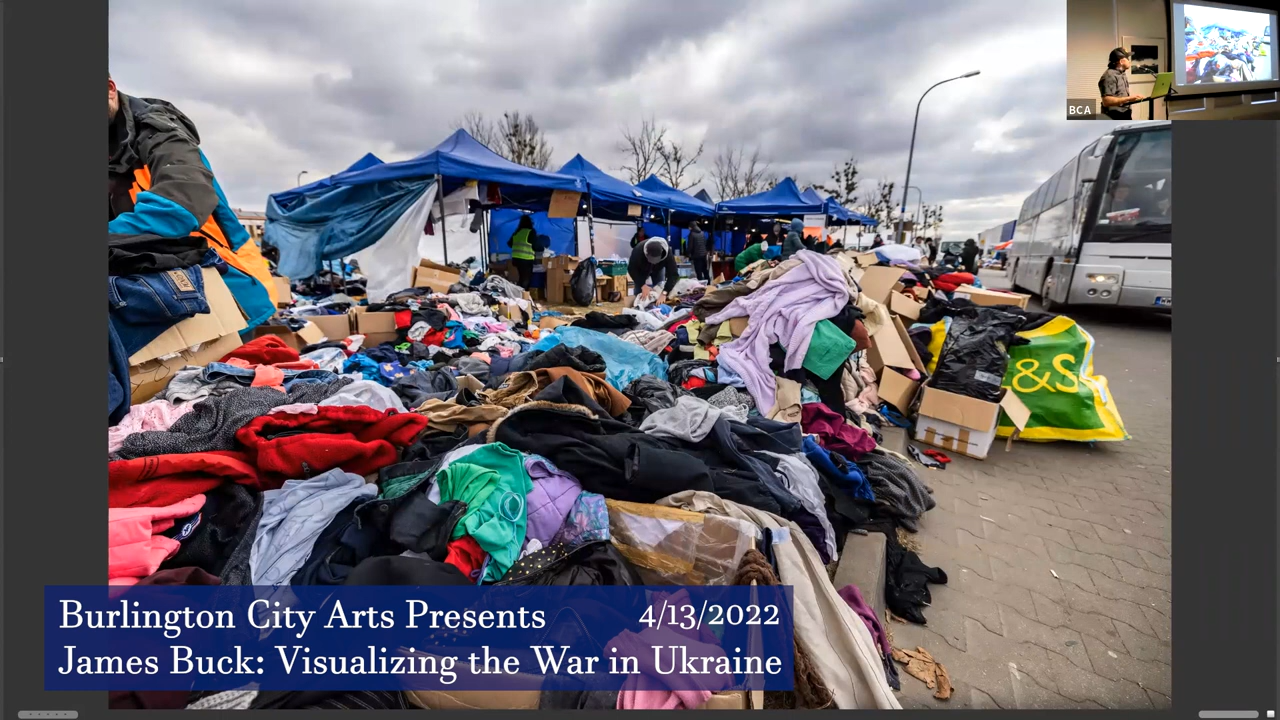 BCA
&S
Burlington City Arts Presents 4/13/2022
James Buck: Visualizing the War in Ukraine